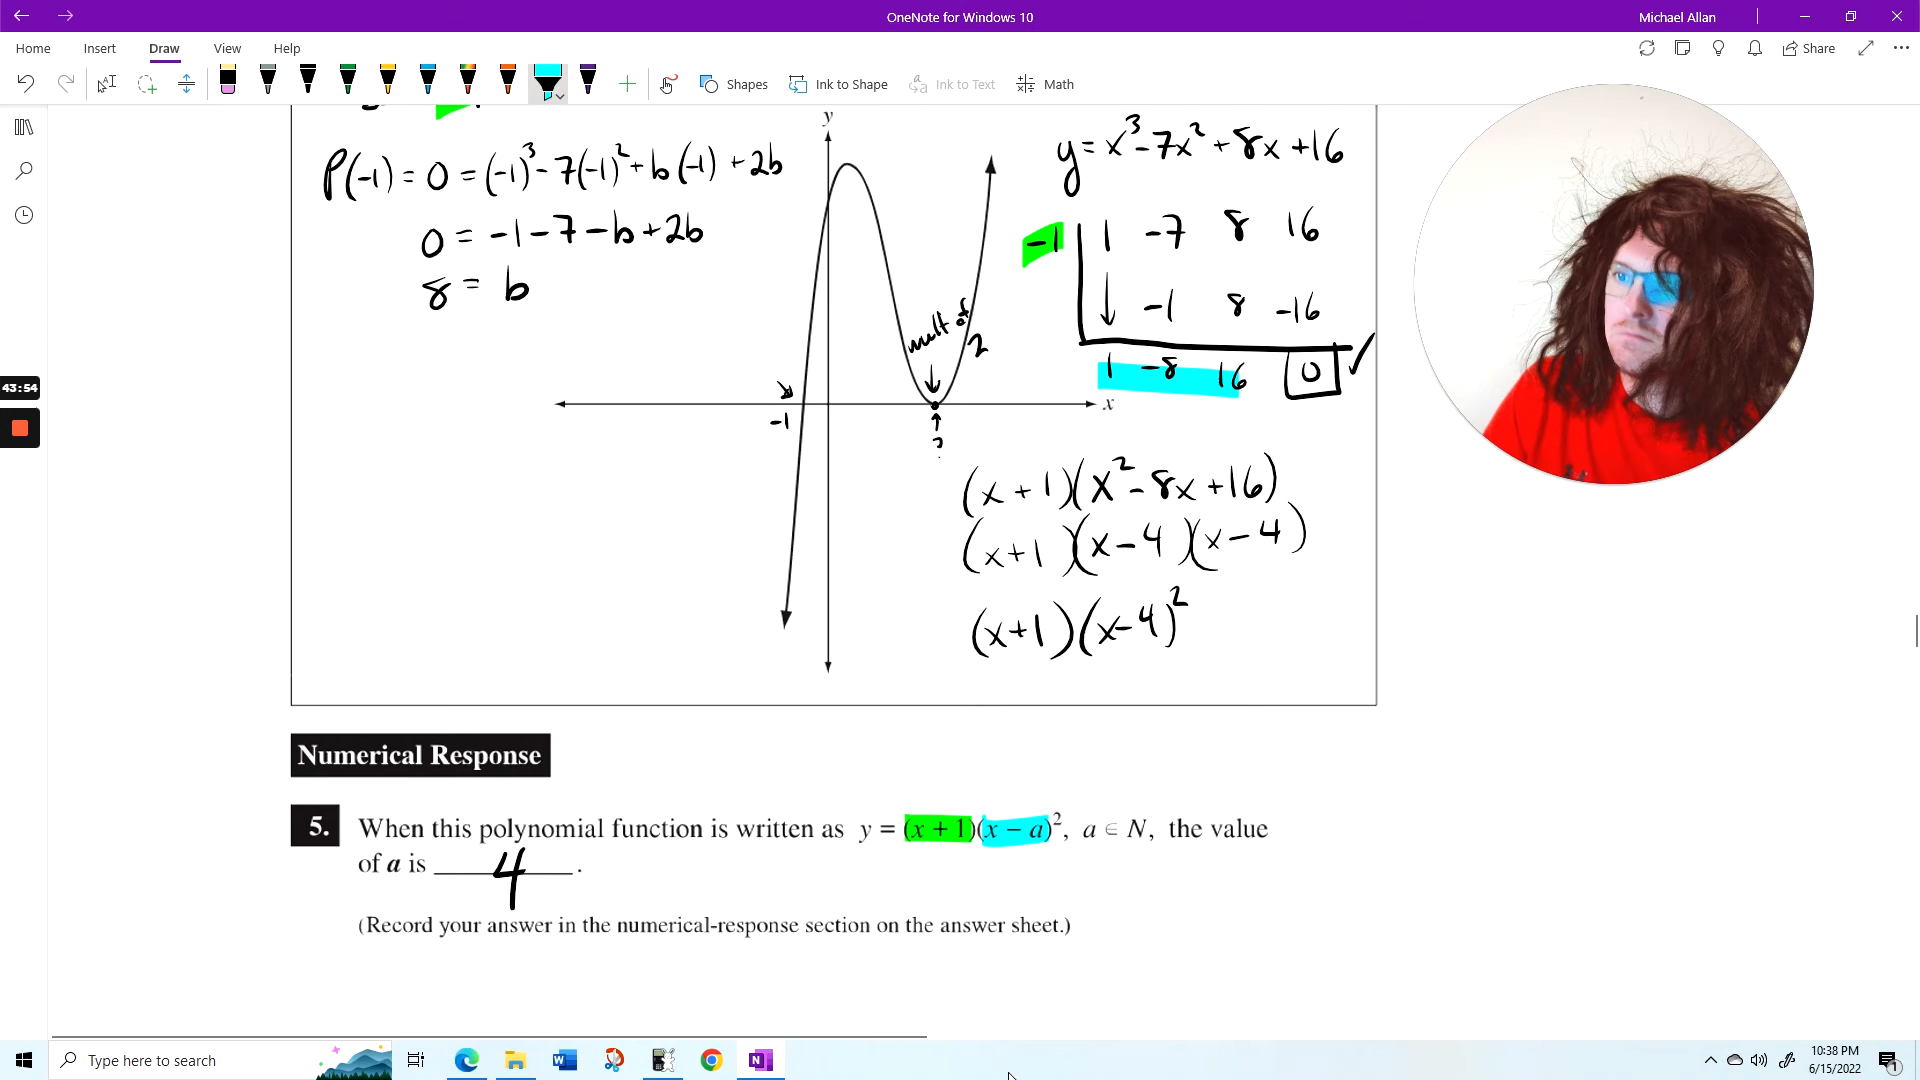 OneNote for Windows 10
Michael Allan
Home Insert Draw View Help
Share
Shapes Ink to Shape Ink to Text Math
P(-1) = 0 = (-1)³ - 7(-1)² + b(-1) + 2b
0 = -1 - 7 - b + 2b
8 = b
y
mult of
2
-1
x
?
y = x³ - 7x² + 8x + 16
-1 1 -7 8 16
↓ -1 8 -16
1 -8 16 0 ✓
(x + 1)(x² - 8x + 16)
(x + 1)(x - 4)(x - 4)
(x + 1)(x - 4)²
43:54
Numerical Response
5. When this polynomial function is written as y = (x + 1)(x − a)², a ∈ N, the value
of a is 4.
(Record your answer in the numerical-response section on the answer sheet.)
Type here to search
10:38 PM
6/15/2022
1